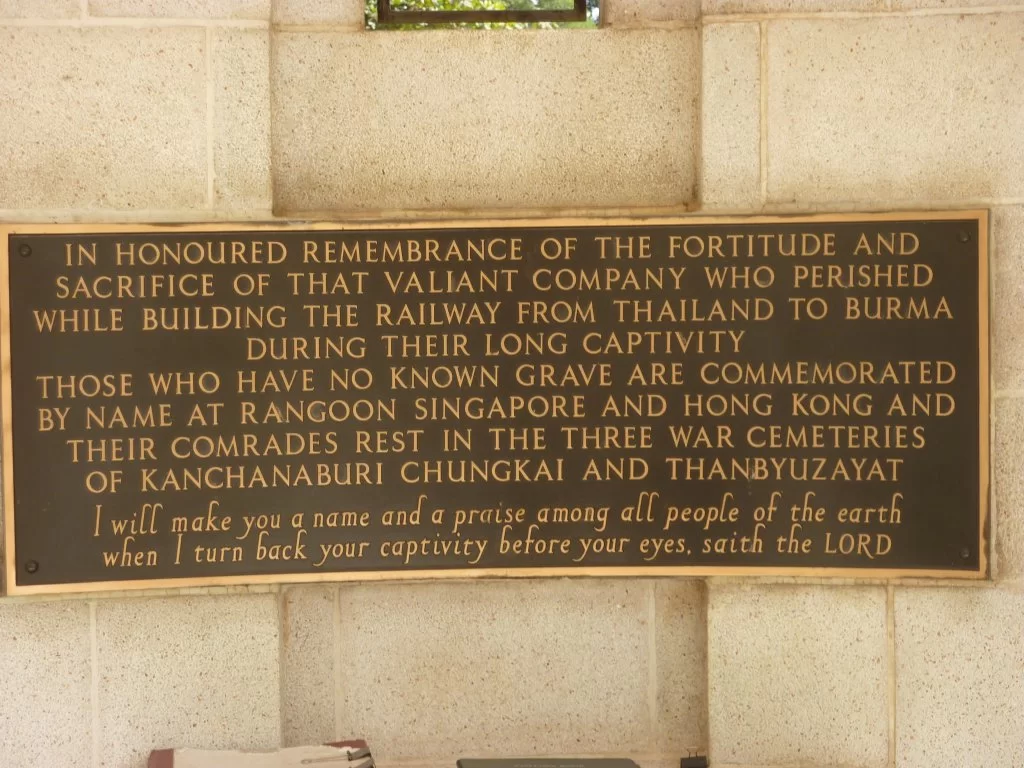 IN HONOURED REMEMBRANCE OF THE FORTITUDE AND
SACRIFICE OF THAT VALIANT COMPANY WHO PERISHED
WHILE BUILDING THE RAILWAY FROM THAILAND TO BURMA
DURING THEIR LONG CAPTIVITY
THOSE WHO HAVE NO KNOWN GRAVE ARE COMMEMORATED
BY NAME AT RANGOON SINGAPORE AND HONG KONG AND
THEIR COMRADES REST IN THE THREE WAR CEMETERIES
OF KANCHANABURI CHUNGKAI AND THANBYUZAYAT
I will make you a name and a praise among all people of the earth
when I turn back your captivity before your eyes, saith the LORD